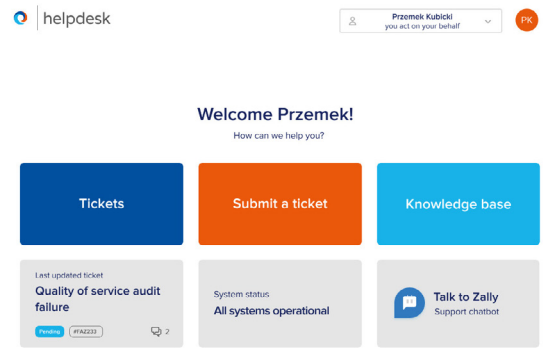 helpdesk
Przemek Kubicki
you act on your behalf
PK
Welcome Przemek!
How can we help you?
Tickets
Submit a ticket
Knowledge base
Last updated ticket
Quality of service audit
failure
Pending
#TAZ233
2
System status
All systems operational
Talk to Zally
Support chatbot